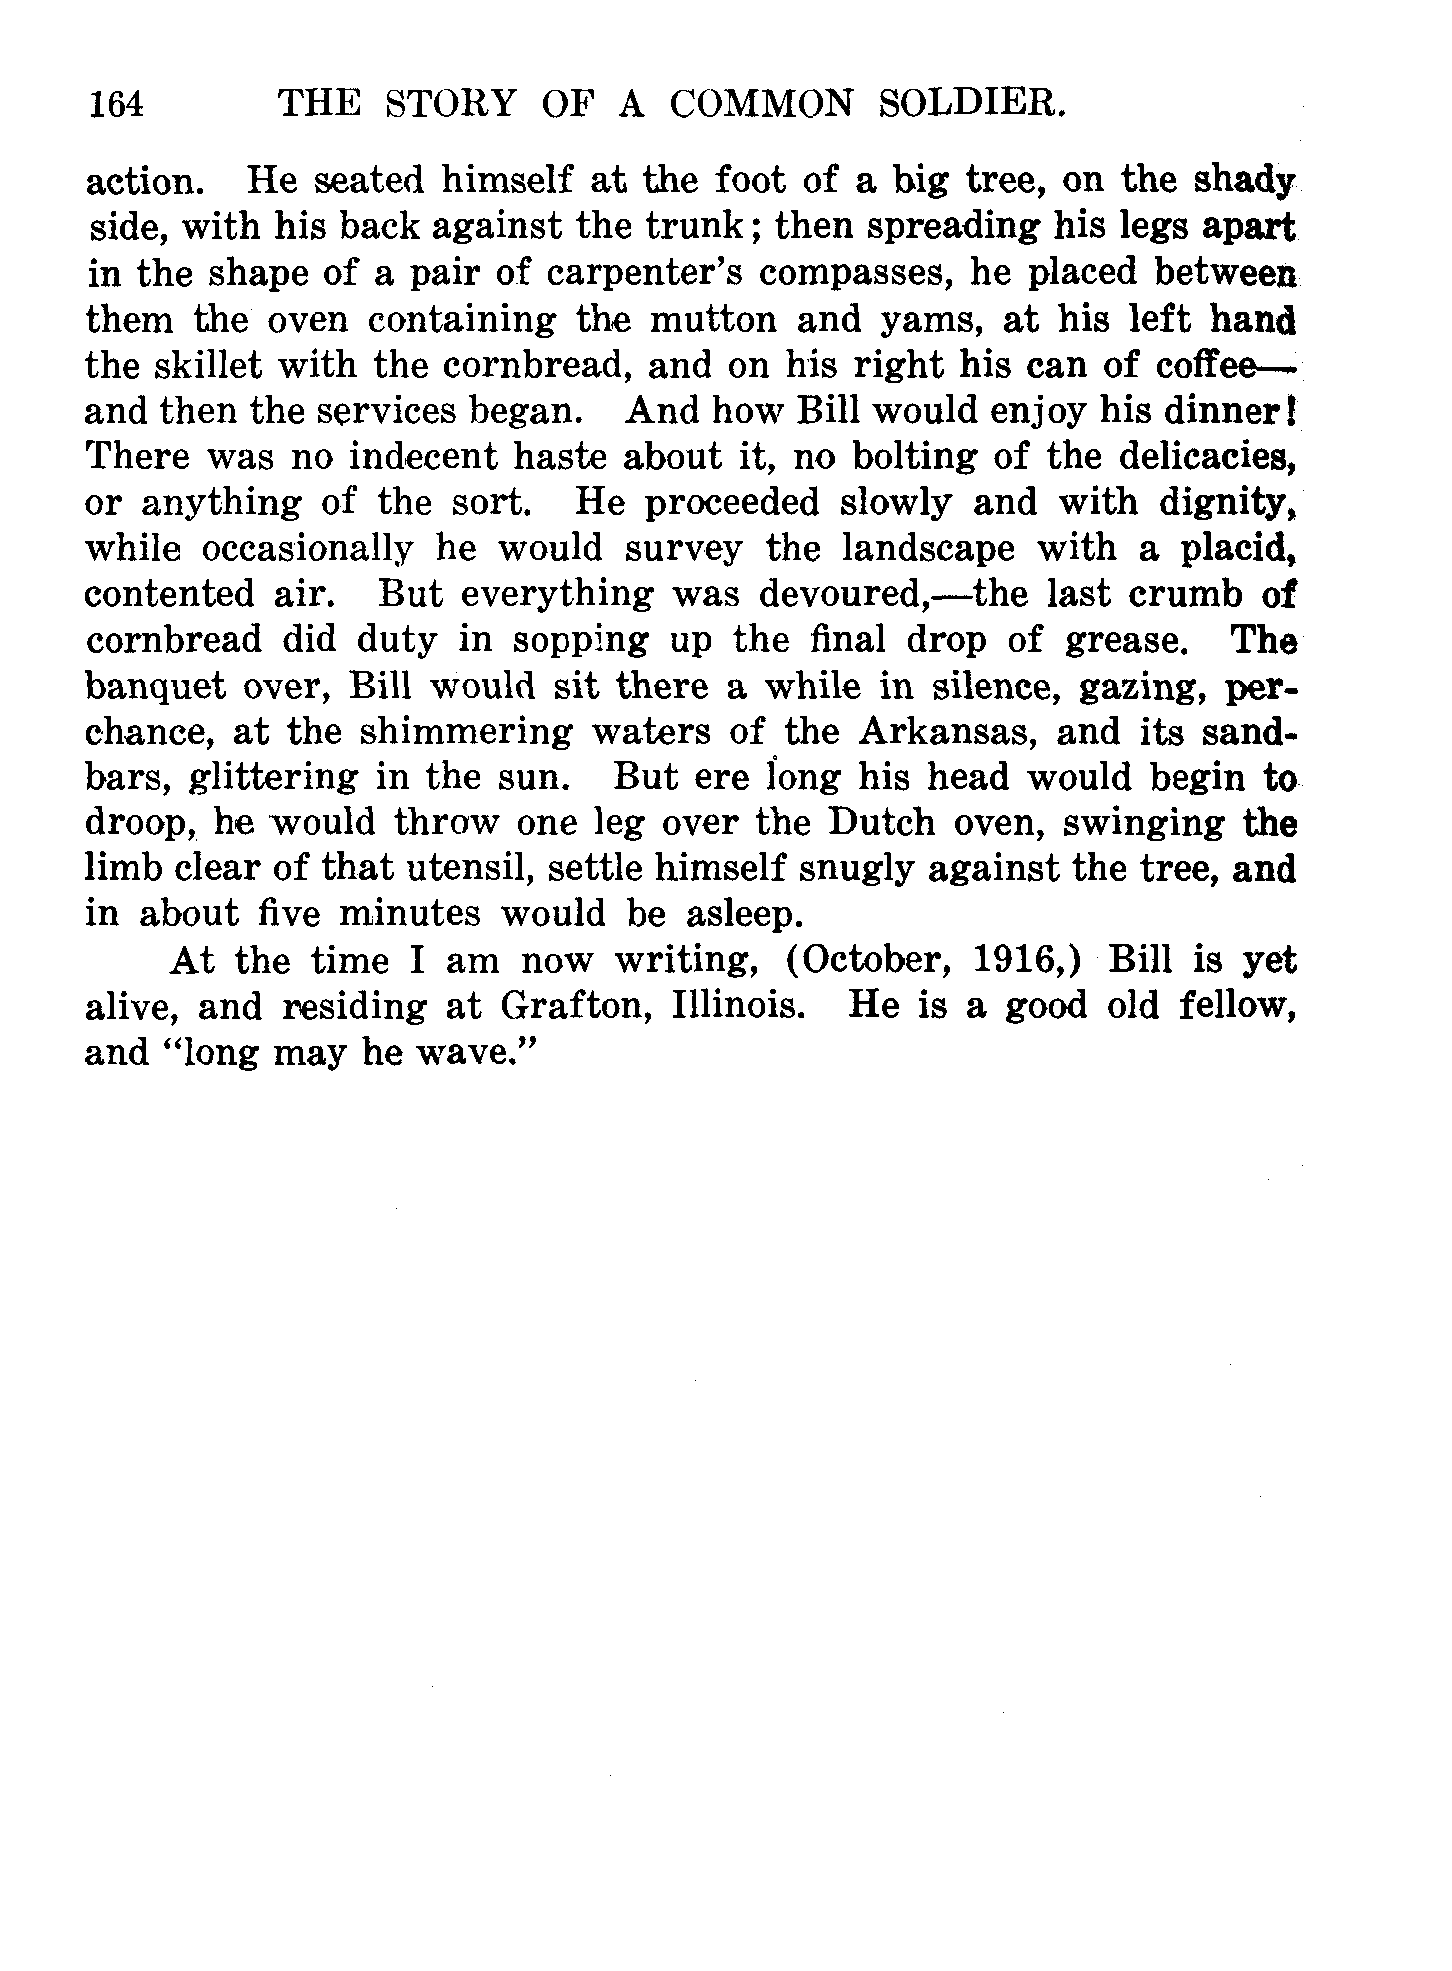 164 THE STORY OF A COMMON SOLDIER.
action. He seated himself at the foot of a big tree, on the shady
side, with his back against the trunk; then spreading his legs apart
in the shape of a pair of carpenter's compasses, he placed between
them the oven containing the mutton and yams, at his left hand
the skillet with the cornbread, and on his right his can of coffee—
and then the services began. And how Bill would enjoy his dinner!
There was no indecent haste about it, no bolting of the delicacies,
or anything of the sort. He proceeded slowly and with dignity,
while occasionally he would survey the landscape with a placid,
contented air. But everything was devoured,—the last crumb of
cornbread did duty in sopping up the final drop of grease. The
banquet over, Bill would sit there a while in silence, gazing, per-
chance, at the shimmering waters of the Arkansas, and its sand-
bars, glittering in the sun. But ere long his head would begin to
droop, he would throw one leg over the Dutch oven, swinging the
limb clear of that utensil, settle himself snugly against the tree, and
in about five minutes would be asleep.
At the time I am now writing, (October, 1916,) Bill is yet
alive, and residing at Grafton, Illinois. He is a good old fellow,
and "long may he wave."